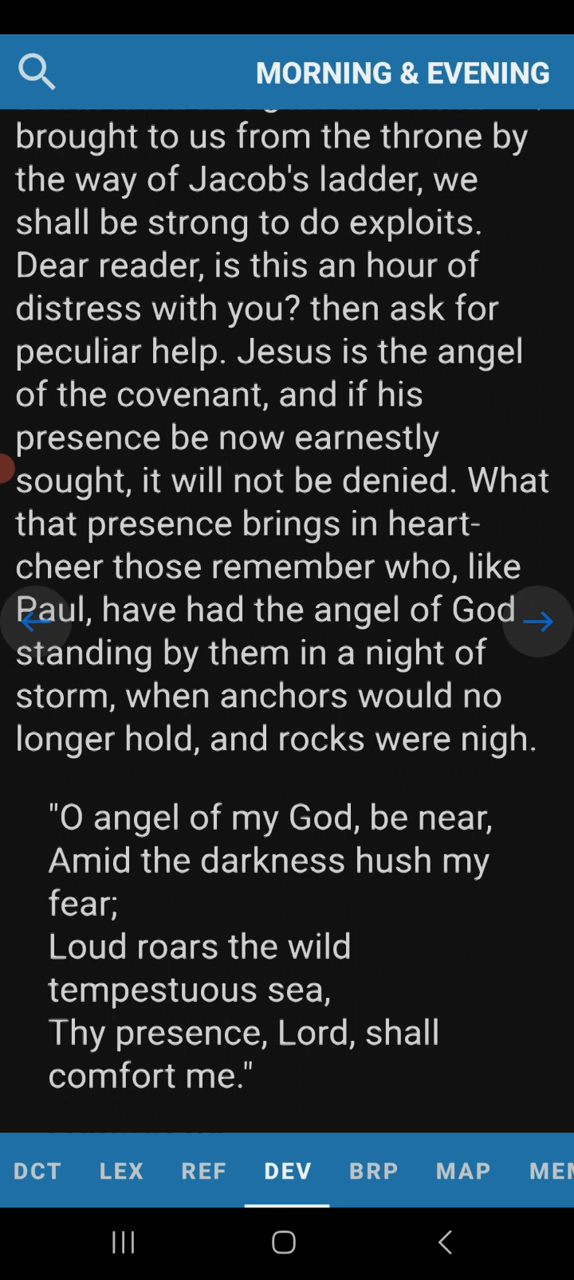 MORNING & EVENING
brought to us from the throne by
the way of Jacob's ladder, we
shall be strong to do exploits.
Dear reader, is this an hour of
distress with you? then ask for
peculiar help. Jesus is the angel
of the covenant, and if his
presence be now earnestly
sought, it will not be denied. What
that presence brings in heart-
cheer those remember who, like
Paul, have had the angel of God
standing by them in a night of
storm, when anchors would no
longer hold, and rocks were nigh.
"O angel of my God, be near,
Amid the darkness hush my
fear;
Loud roars the wild
tempestuous sea,
Thy presence, Lord, shall
comfort me."
DCT LEX REF DEV BRP MAP